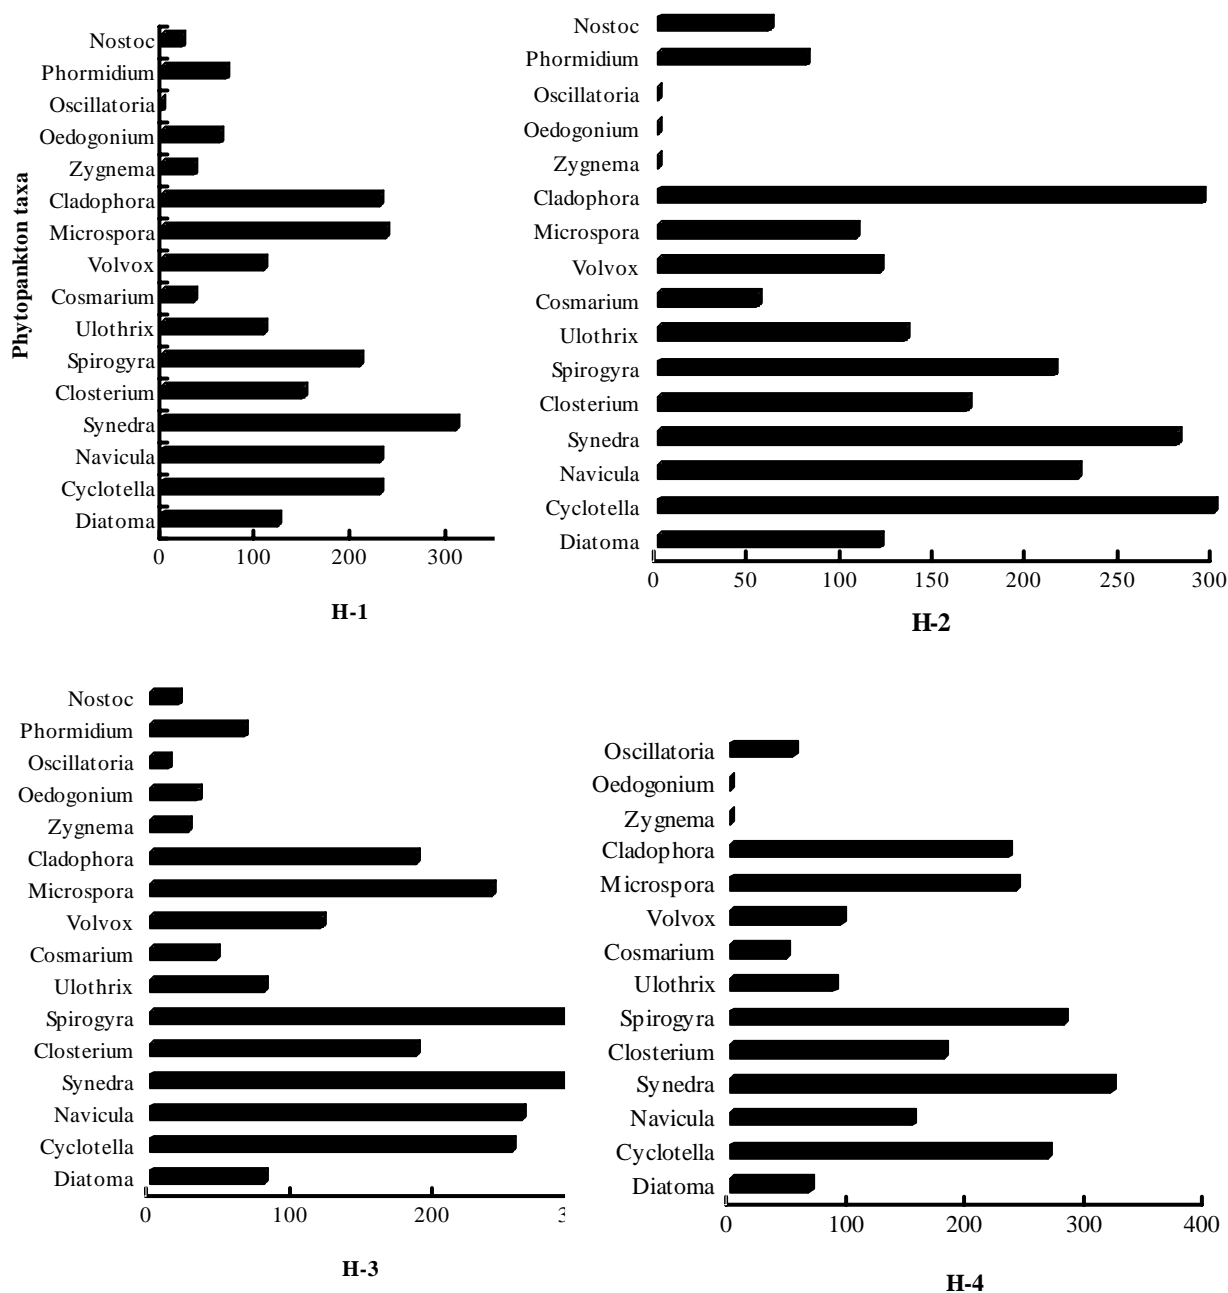 Phytopankton taxa
Nostoc
Phormidium
Oscillatoria
Oedogonium
Zygnema
Cladophora
Microspora
Volvox
Cosmarium
Ulothrix
Spirogyra
Closterium
Synedra
Navicula
Cyclotella
Diatoma
0 100 200 300
H-1
Nostoc
Phormidium
Oscillatoria
Oedogonium
Zygnema
Cladophora
Microspora
Volvox
Cosmarium
Ulothrix
Spirogyra
Closterium
Synedra
Navicula
Cyclotella
Diatoma
0 50 100 150 200 250 300
H-2
Nostoc
Phormidium
Oscillatoria
Oedogonium
Zygnema
Cladophora
Microspora
Volvox
Cosmarium
Ulothrix
Spirogyra
Closterium
Synedra
Navicula
Cyclotella
Diatoma
0 100 200
H-3
Oscillatoria
Oedogonium
Zygnema
Cladophora
Microspora
Volvox
Cosmarium
Ulothrix
Spirogyra
Closterium
Synedra
Navicula
Cyclotella
Diatoma
0 100 200 300 400
H-4